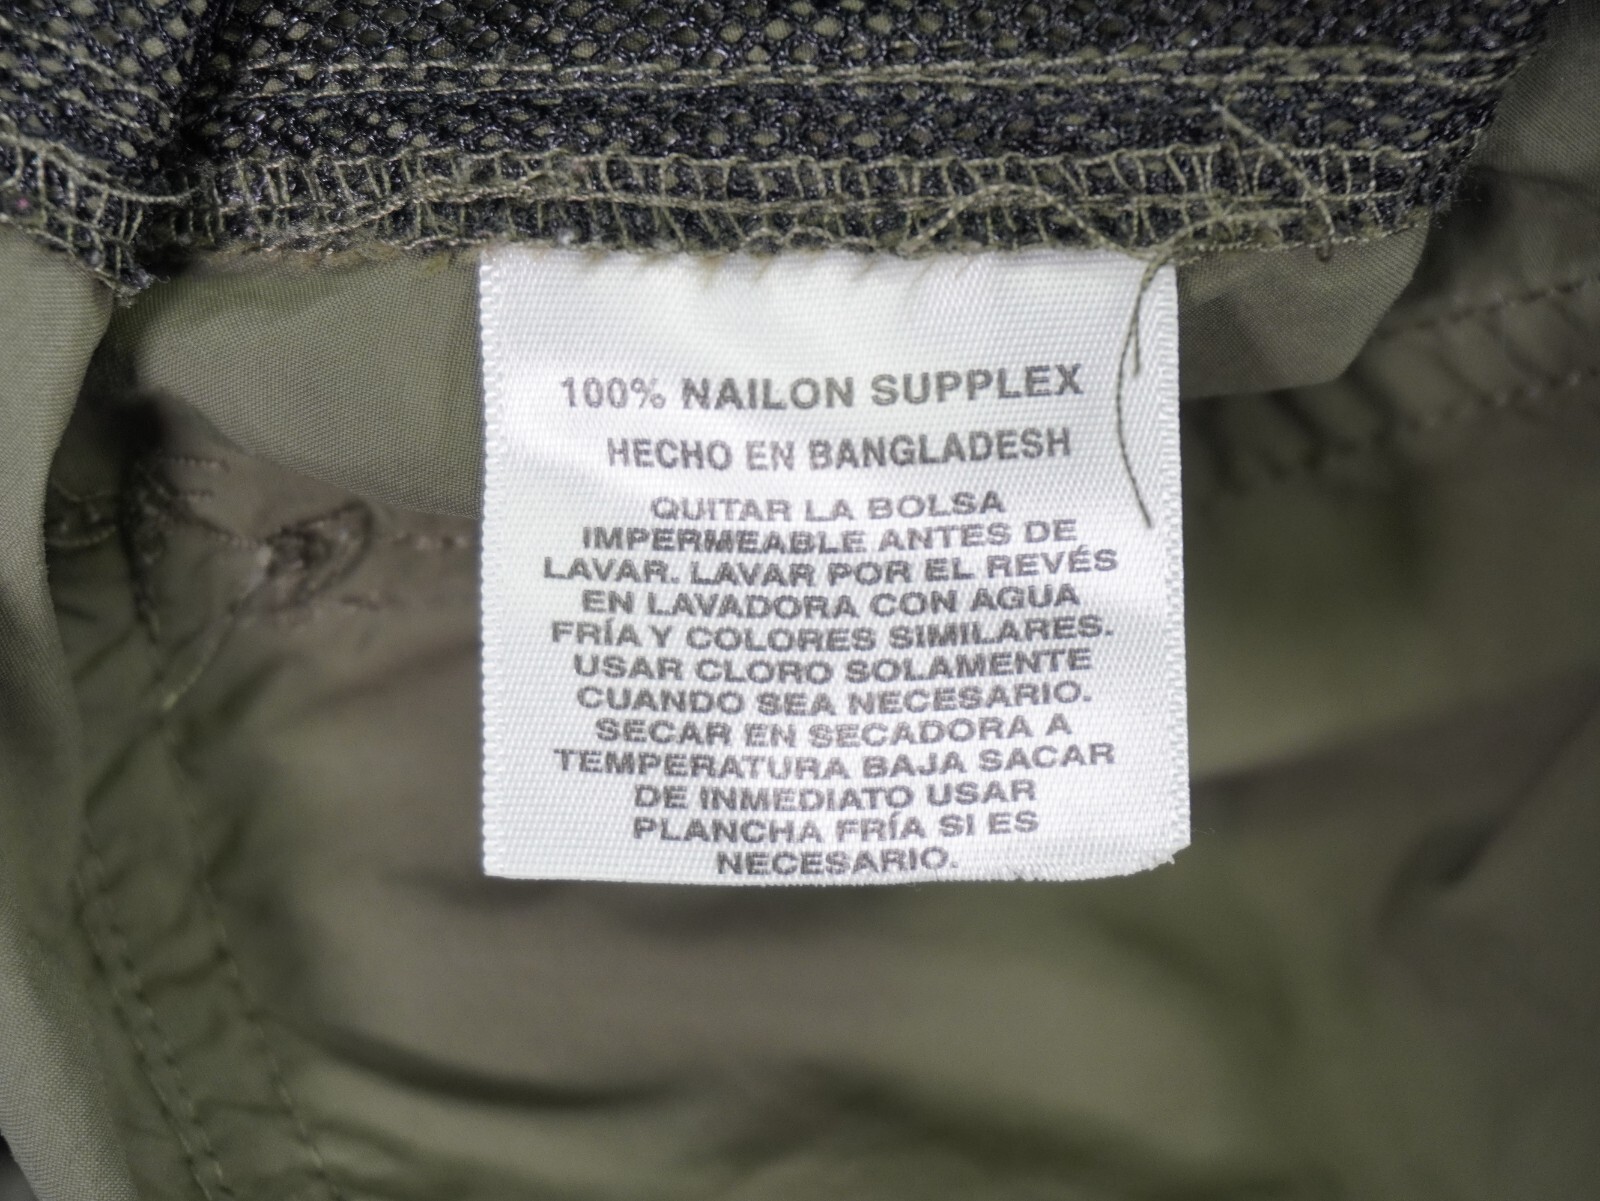 100% NAILON SUPPLEX
HECHO EN BANGLADESH
QUITAR LA BOLSA
IMPERMEABLE ANTES DE
LAVAR. LAVAR POR EL REVÉS
EN LAVADORA CON AGUA
FRÍA Y COLORES SIMILARES.
USAR CLORO SOLAMENTE
CUANDO SEA NECESARIO.
SECAR EN SECADORA A
TEMPERATURA BAJA SACAR
DE INMEDIATO USAR
PLANCHA FRÍA SI ES
NECESARIO.